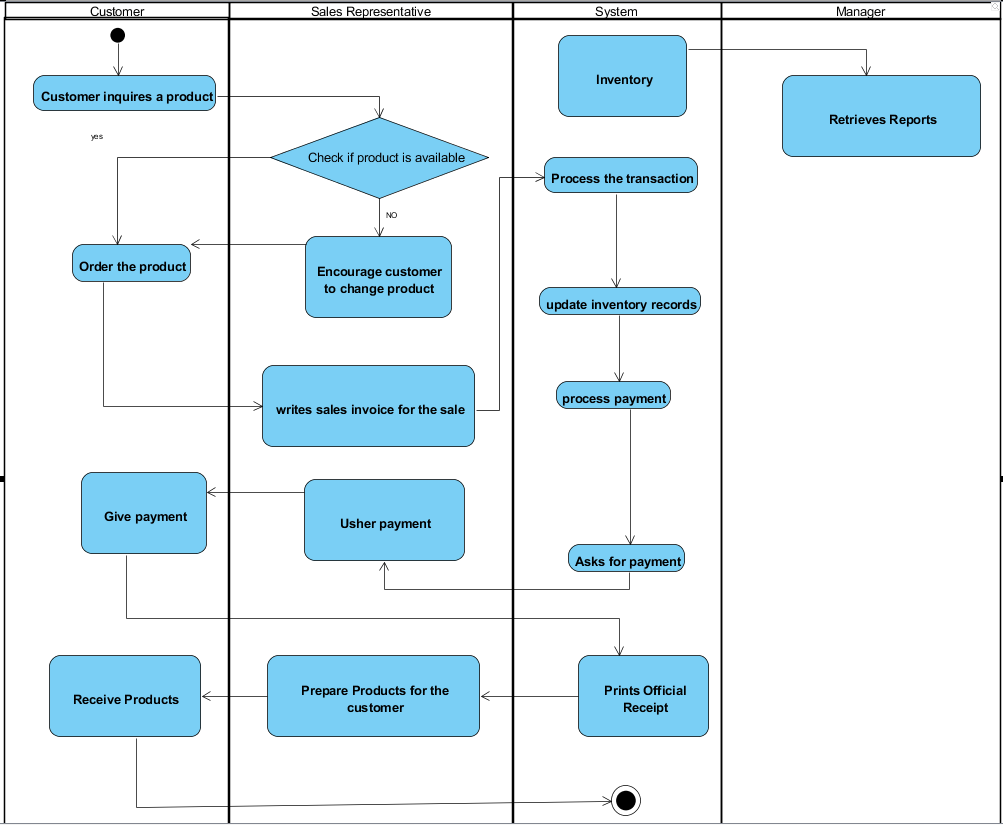 Customer
Sales Representative
System
Manager
Customer inquires a product
Inventory
Retrieves Reports
yes
Check if product is available
Process the transaction
NO
Order the product
Encourage customer
to change product
update inventory records
writes sales invoice for the sale
process payment
Give payment
Usher payment
Asks for payment
Receive Products
Prepare Products for the
customer
Prints Official
Receipt